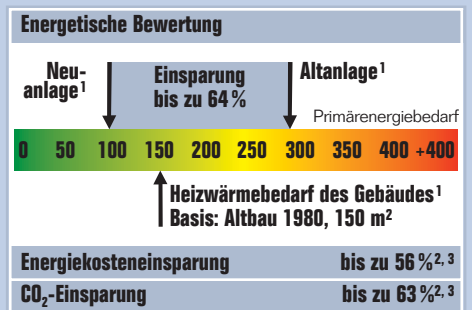 Energetische Bewertung
Neu-
anlage¹
Einsparung
bis zu 64%
Altanlage¹
Primärenergiebedarf
0 50 100 150 200 250 300 350 400 +400
Heizwärmebedarf des Gebäudes¹
Basis: Altbau 1980, 150 m²
Energiekosteneinsparung bis zu 56%²,³
CO₂-Einsparung bis zu 63%²,³